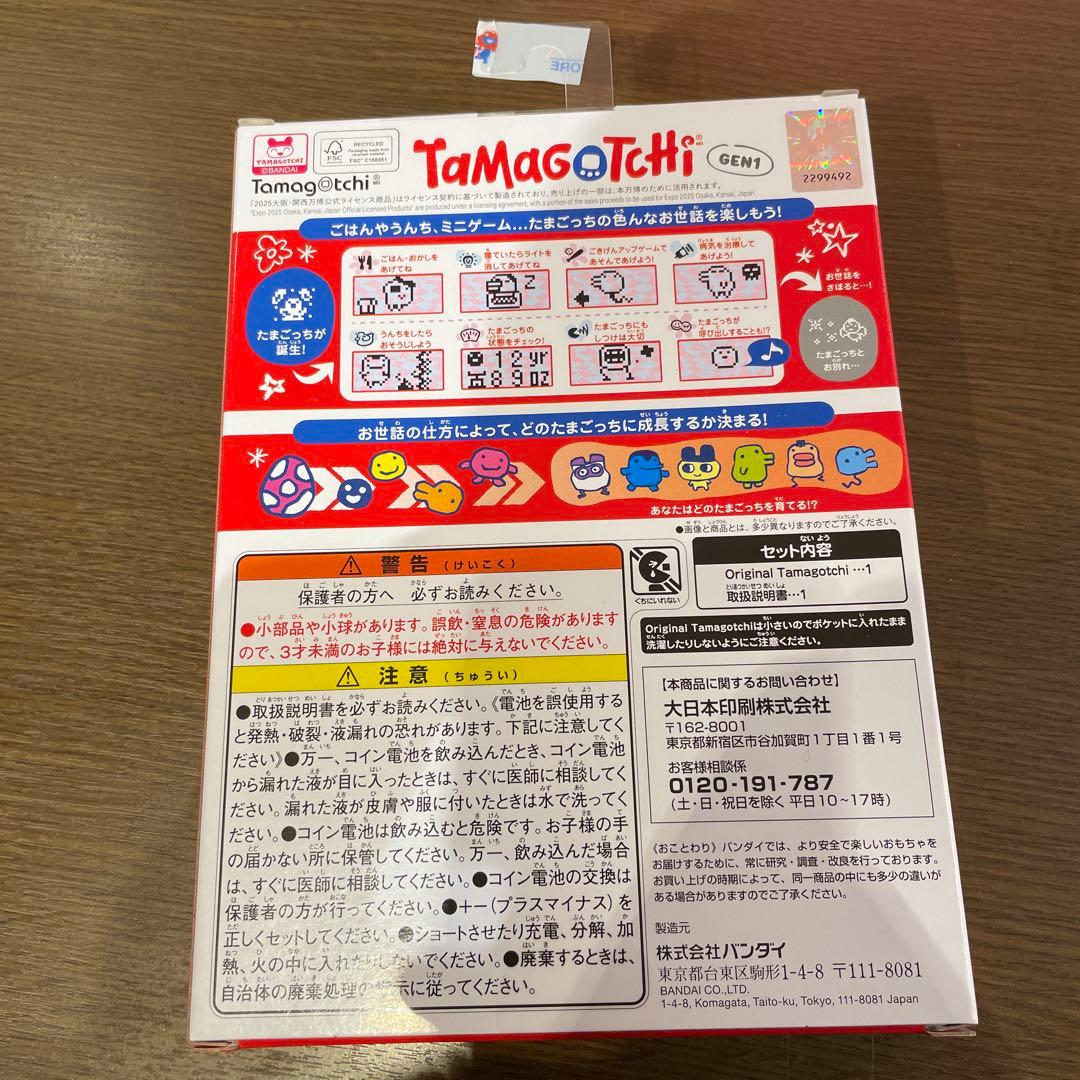 ORE
TAMAGOTCHI
©BANDAI
FSC
RECYCLED
Packaging made from
recycled material
FSC® C156051
Tamagotchi
TAMAGOTCHI
GEN1
2299492
「2025大阪・関西万博公式ライセンス商品」はライセンス契約に基づいて製造されており、売り上げの一部は、本万博のために活用されます。
"Expo 2025 Osaka, Kansai, Japan Official Licensed Products" are produced under a licensing agreement, with a portion of the sales proceeds to be used for Expo 2025 Osaka, Kansai, Japan.
ごはんやうんち、ミニゲーム…たまごっちの色んなお世話を楽しもう!
たまごっちが
誕生!
ごはん・おかしを
あげてね
寝ていたらライトを
消してあげてね
ごきげんアップゲームで
あそんであげよう!
病気を治療して
あげよう!
お世話を
さぼると…!
うんちをしたら
おそうじしよう
たまごっちの
状態をチェック!
12yr
89oz
たまごっちにも
しつけは大切
たまごっちが
呼び出しすることも!?
たまごっちと
お別れ…
お世話の仕方によって、どのたまごっちに成長するか決まる!
あなたはどのたまごっちを育てる!?
●画像と商品とは、多少異なりますのでご了承ください。
警告(けいこく)
保護者の方へ 必ずお読みください。
●小部品や小球があります。誤飲・窒息の危険があります
ので、3才未満のお子様には絶対に与えないでください。
注意(ちゅうい)
●取扱説明書を必ずお読みください。《電池を誤使用する
と発熱・破裂・液漏れの恐れがあります。下記に注意してく
ださい》●万一、コイン電池を飲み込んだとき、コイン電池
から漏れた液が目に入ったときは、すぐに医師に相談してく
ださい。漏れた液が皮膚や服に付いたときは水で洗ってく
ださい。●コイン電池は飲み込むと危険です。お子様の手
の届かない所に保管してください。万一、飲み込んだ場合
は、すぐに医師に相談してください。●コイン電池の交換は
保護者の方が行ってください。●+−(プラスマイナス)を
正しくセットしてください。●ショートさせたり充電、分解、加
熱、火の中に入れたりしないでください。●廃棄するときは、
自治体の廃棄処理の指示に従ってください。
くちにいれない
セット内容
Original Tamagotchi…1
取扱説明書…1
Original Tamagotchiは小さいのでポケットに入れたまま
洗濯したりしないようにご注意ください。
【本商品に関するお問い合わせ】
大日本印刷株式会社
〒162-8001
東京都新宿区市谷加賀町1丁目1番1号
お客様相談係
0120-191-787
(土・日・祝日を除く 平日10〜17時)
《おことわり》バンダイでは、より安全で楽しいおもちゃを
お届けするために、常に研究・調査・改良を行っております。
お買い上げの時期によって、同一商品の中にも多少の違いが
ある場合がありますのでご了承ください。
製造元
株式会社バンダイ
東京都台東区駒形1-4-8 〒111-8081
BANDAI CO.,LTD.
1-4-8, Komagata, Taito-ku, Tokyo, 111-8081 Japan